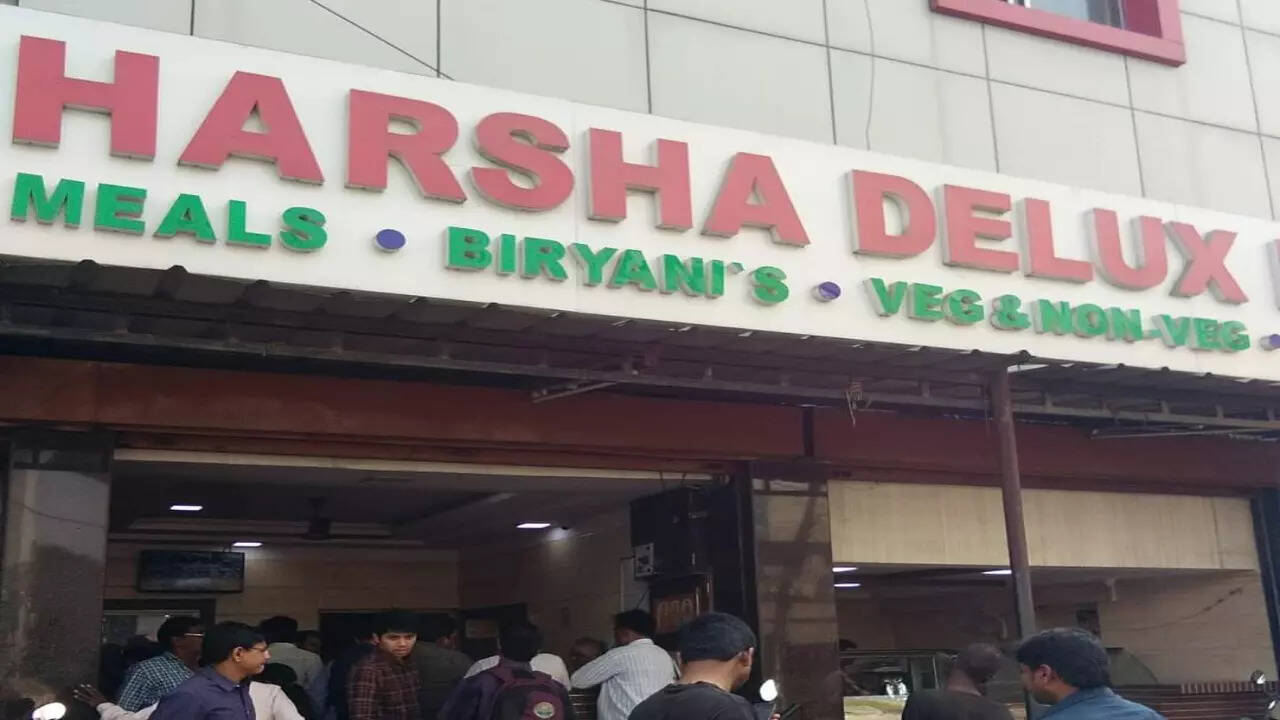 HARSHA DELUX
MEALS • BIRYANI`S • VEG & NON-VEG •